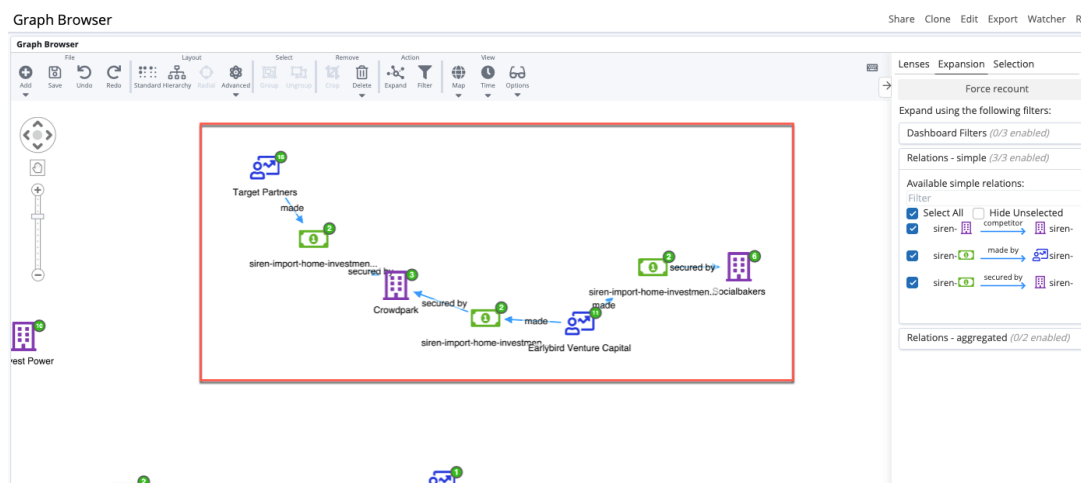 Graph Browser
Share Clone Edit Export Watcher
Graph Browser
File Layout Select Remove Action View
Add Save Undo Redo Standard Hierarchy Radial Advanced Group Ungroup Crop Delete Expand Filter Map Time Options
Lenses Expansion Selection
Force recount
Expand using the following filters:
Dashboard Filters (0/3 enabled)
Relations - simple (3/3 enabled)
Available simple relations:
Filter
Select All Hide Unselected
siren- competitor siren-
siren- made by siren-
siren- secured by siren-
Relations - aggregated (0/2 enabled)
16
Target Partners
made
2
siren-import-home-investmen...
secured by
3
Crowdpark
secured by
2
siren-import-home-investmen...
made
11
Earlybird Venture Capital
made
2
siren-import-home-investmen...
secured by
6
Socialbakers
16
vest Power
2
1